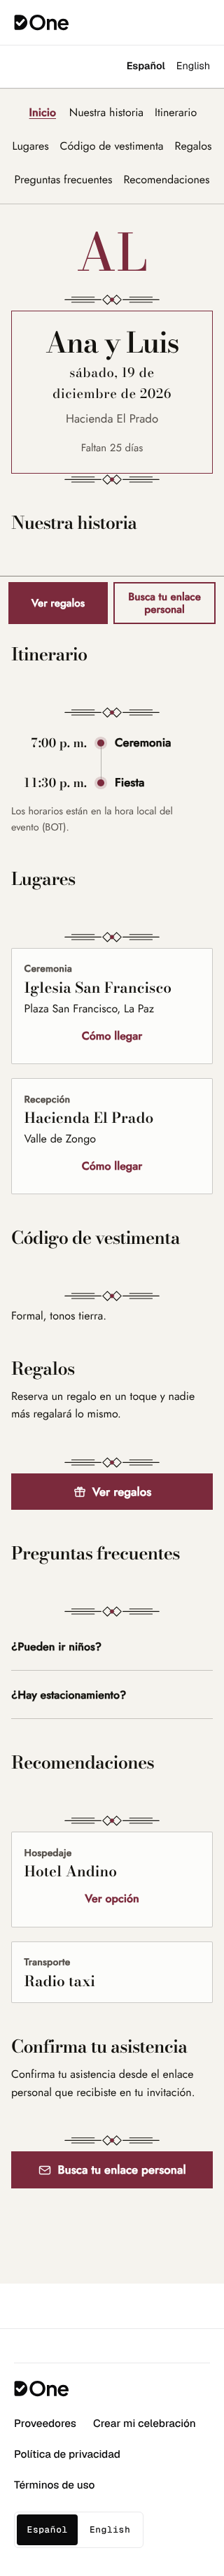 One
Español English
Inicio Nuestra historia Itinerario
Lugares Código de vestimenta Regalos
Preguntas frecuentes Recomendaciones
AL
Ana y Luis
sábado, 19 de
diciembre de 2026
Hacienda El Prado
Faltan 25 días
Nuestra historia
Ver regalos
Busca tu enlace
personal
Itinerario
7:00 p. m. Ceremonia
11:30 p. m. Fiesta
Los horarios están en la hora local del
evento (BOT).
Lugares
Ceremonia
Iglesia San Francisco
Plaza San Francisco, La Paz
Cómo llegar
Recepción
Hacienda El Prado
Valle de Zongo
Cómo llegar
Código de vestimenta
Formal, tonos tierra.
Regalos
Reserva un regalo en un toque y nadie
más regalará lo mismo.
Ver regalos
Preguntas frecuentes
¿Pueden ir niños?
¿Hay estacionamiento?
Recomendaciones
Hospedaje
Hotel Andino
Ver opción
Transporte
Radio taxi
Confirma tu asistencia
Confirma tu asistencia desde el enlace
personal que recibiste en tu invitación.
Busca tu enlace personal
One
Proveedores Crear mi celebración
Política de privacidad
Términos de uso
Español English